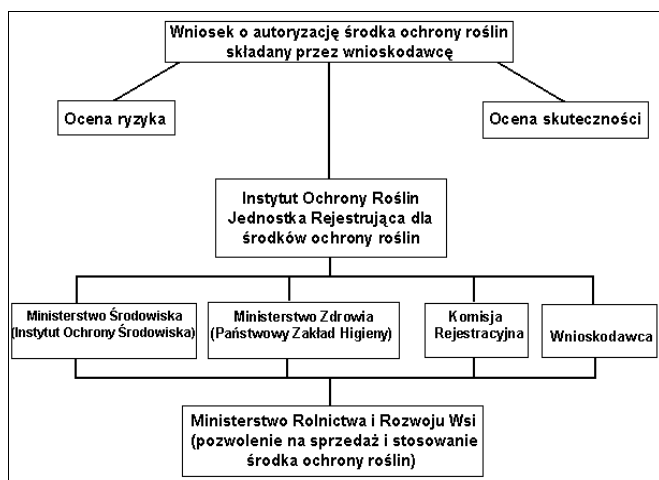 Wniosek o autoryzację środka ochrony roślin
składany przez wnioskodawcę
Ocena ryzyka
Ocena skuteczności
Instytut Ochrony Roślin
Jednostka Rejestrująca dla
środków ochrony roślin
Ministerstwo Środowiska
(Instytut Ochrony Środowiska)
Ministerstwo Zdrowia
(Państwowy Zakład Higieny)
Komisja
Rejestracyjna
Wnioskodawca
Ministerstwo Rolnictwa i Rozwoju Wsi
(pozwolenie na sprzedaż i stosowanie
środka ochrony roślin)